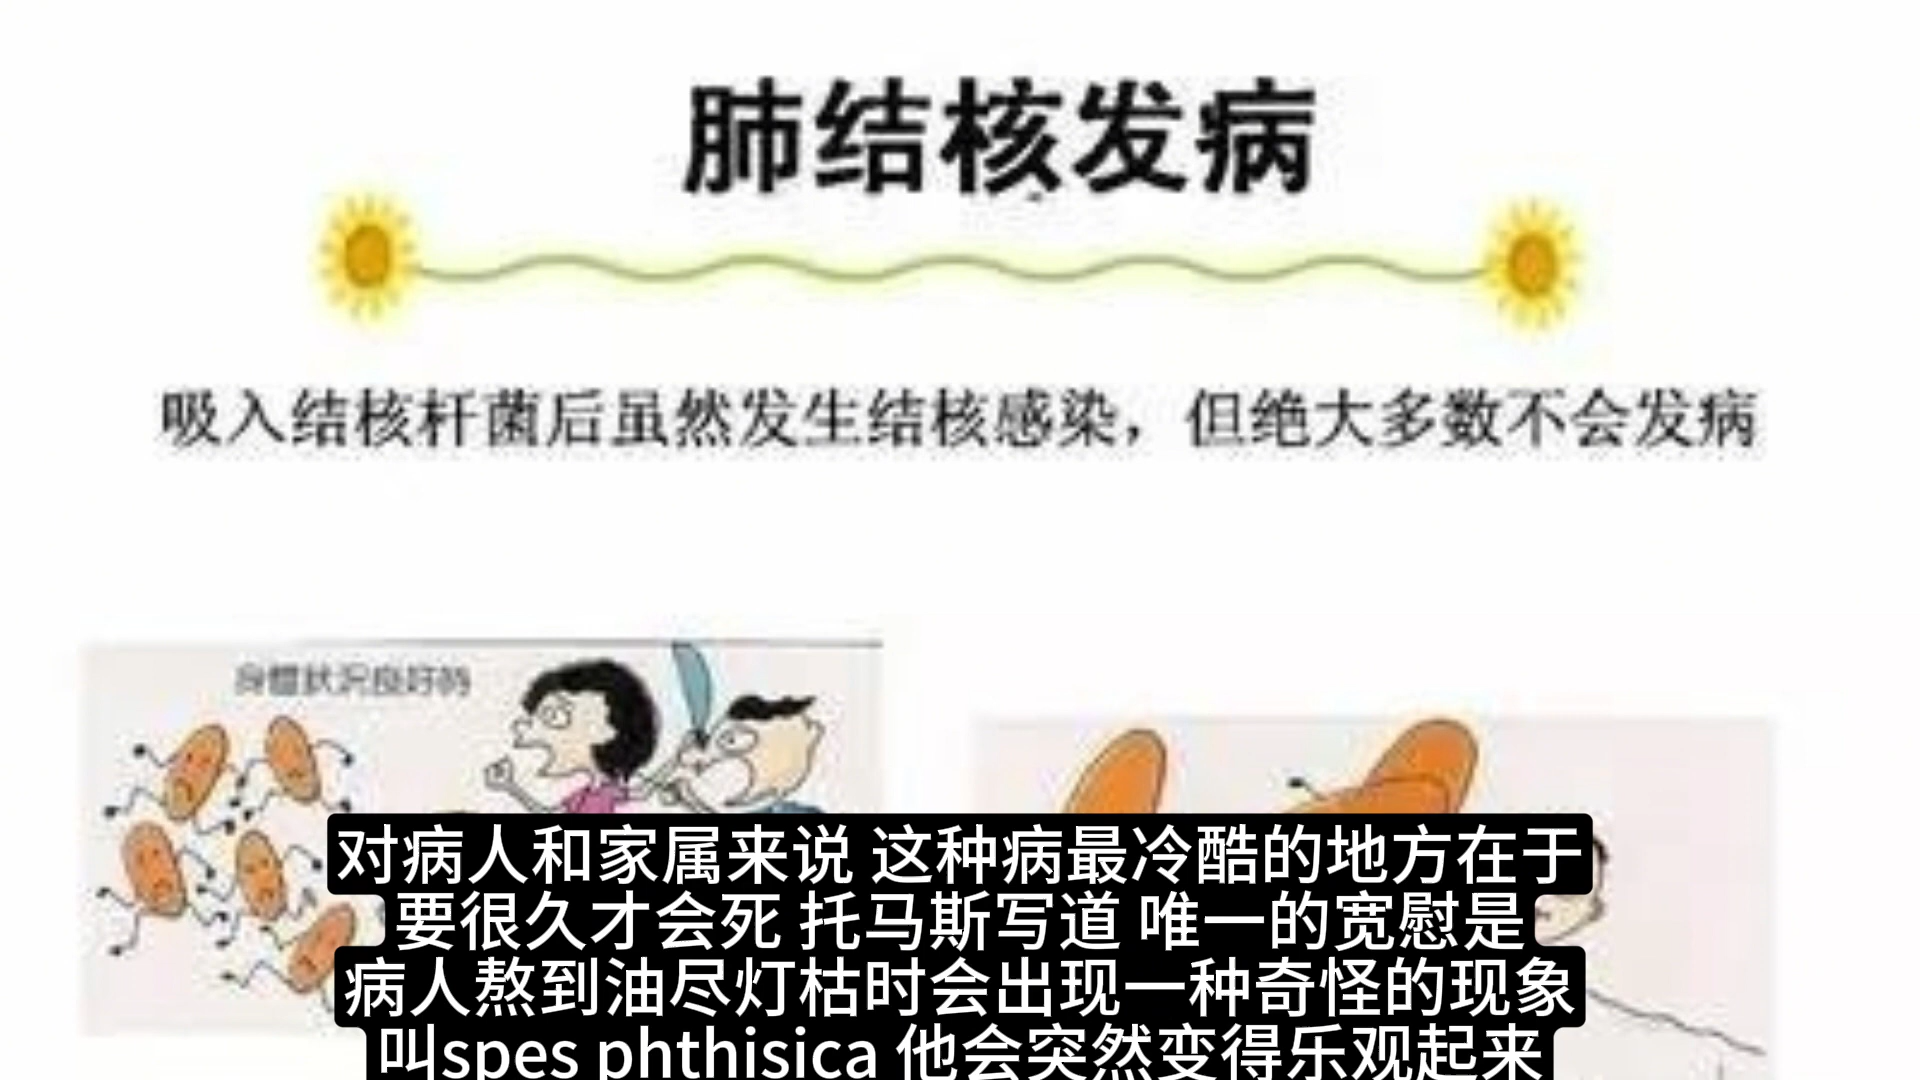 肺结核发病
吸入结核杆菌后虽然发生结核感染，但绝大多数不会发病
身體狀況良好時
对病人和家属来说 这种病最冷酷的地方在于
要很久才会死 托马斯写道 唯一的宽慰是
病人熬到油尽灯枯时会出现一种奇怪的现象
叫spes phthisica 他会突然变得乐观起来